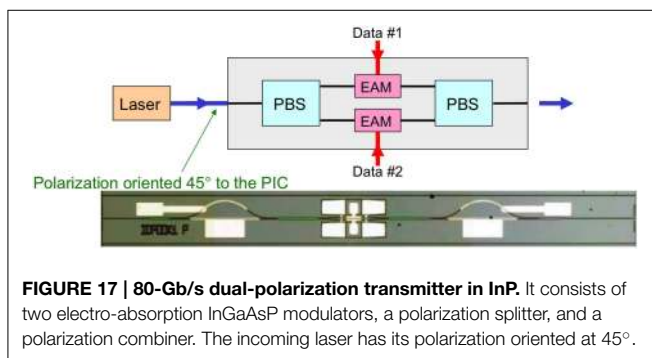 Data #1
EAM
Laser
PBS
PBS
EAM
Data #2
Polarization oriented 45° to the PIC
FIGURE 17 | 80-Gb/s dual-polarization transmitter in InP. It consists of
two electro-absorption InGaAsP modulators, a polarization splitter, and a
polarization combiner. The incoming laser has its polarization oriented at 45°.